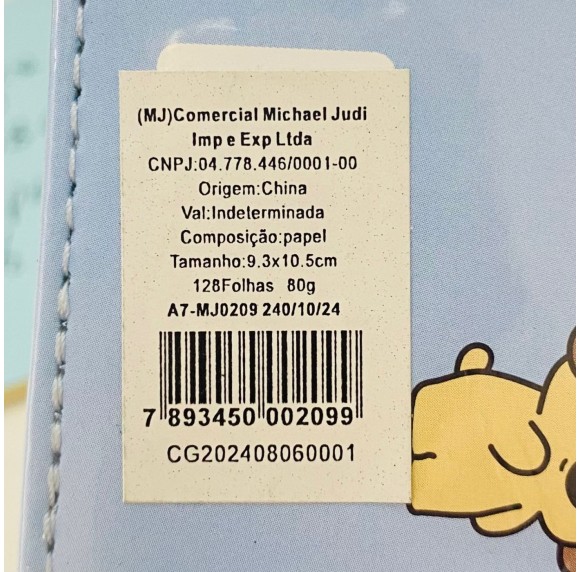 (MJ)Comercial Michael Judi
Imp e Exp Ltda
CNPJ:04.778.446/0001-00
Origem:China
Val:Indeterminada
Composição:papel
Tamanho:9.3x10.5cm
128Folhas 80g
A7-MJ0209 240/10/24
7 893450 002099
CG202408060001